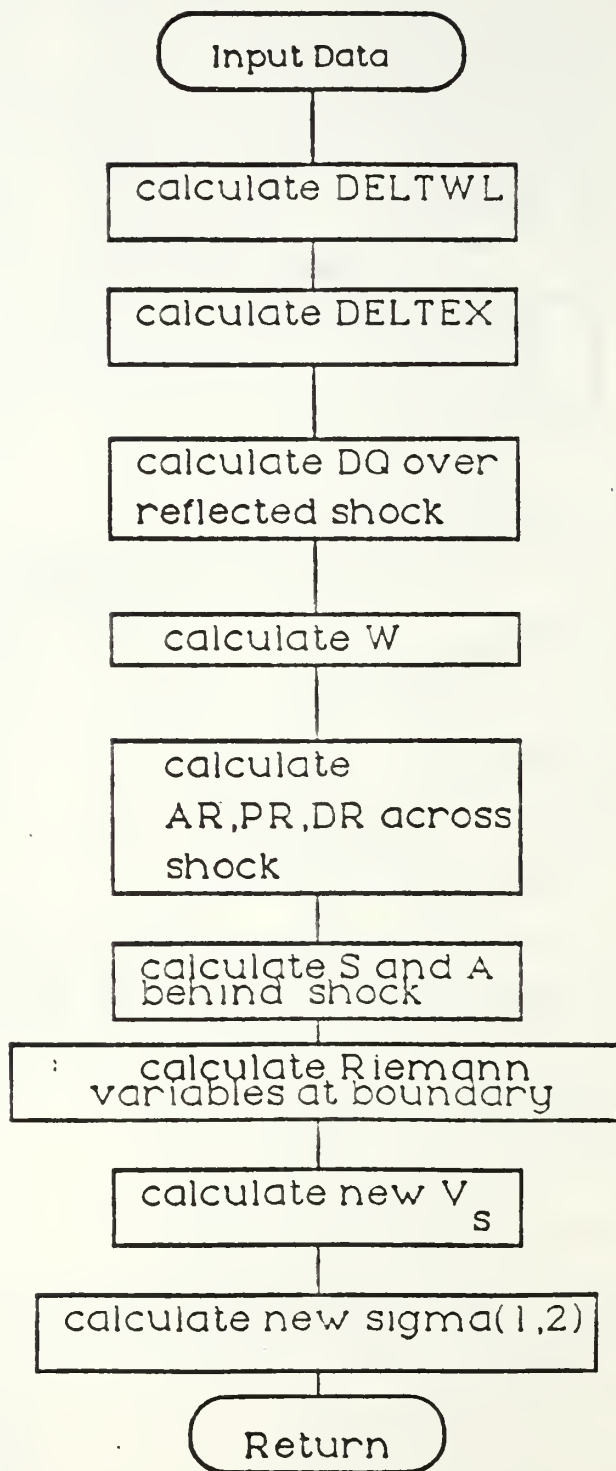 Input Data
calculate DELTWL
calculate DELTEX
calculate DQ over
reflected shock
calculate W
calculate
AR,PR,DR across
shock
calculate S and A
behind shock
calculate Riemann
variables at boundary
calculate new V
s
calculate new sigma(1,2)
Return